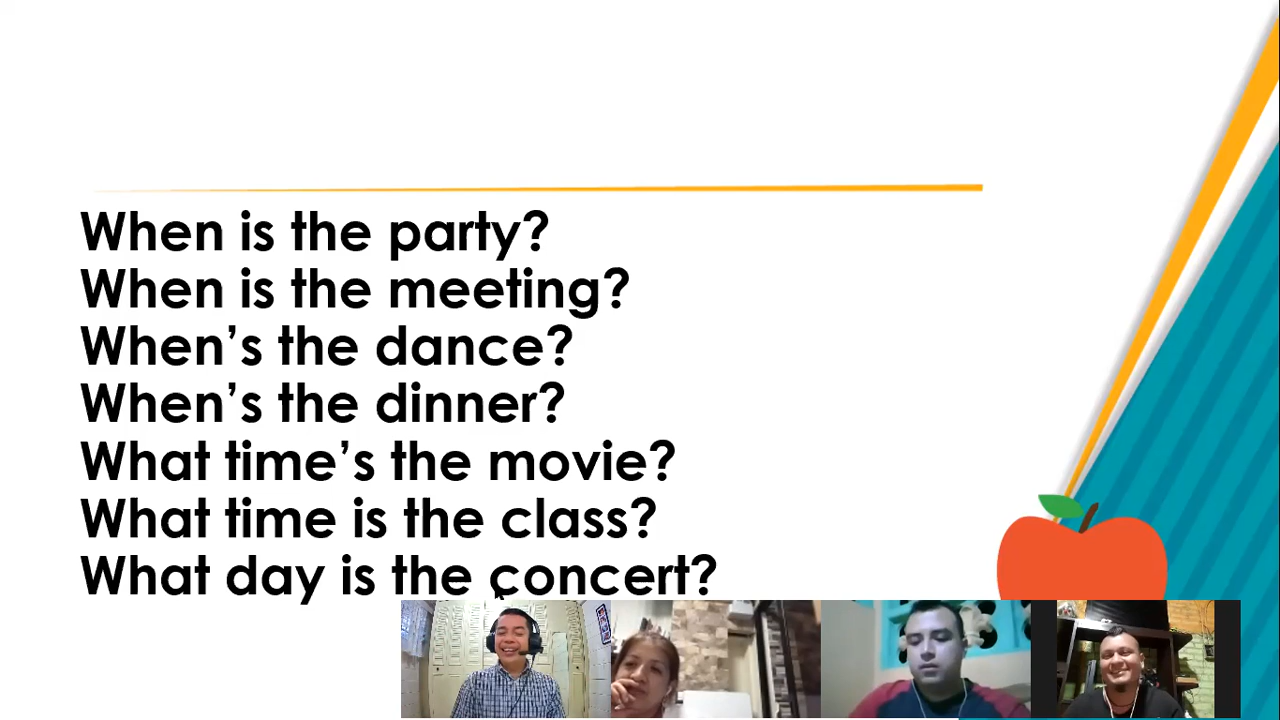 When is the party?
When is the meeting?
When’s the dance?
When’s the dinner?
What time’s the movie?
What time is the class?
What day is the concert?